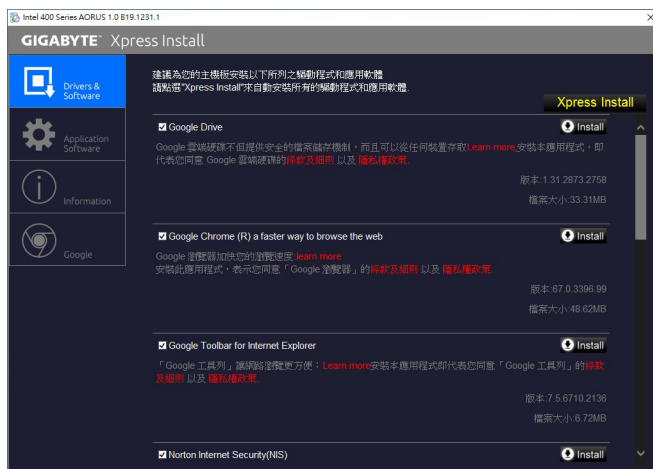 Intel 400 Series AORUS 1.0 B19.1231.1
GIGABYTE™ Xpress Install
Drivers & Software
Application Software
Information
Google
建議為您的主機板安裝以下所列之驅動程式和應用軟體
請點選"Xpress Install"來自動安裝所有的驅動程式和應用軟體.
Xpress Install
Google Drive
Install
Google 雲端硬碟不但提供安全的檔案儲存機制，而且可以從任何裝置存取Learn more.安裝本應用程式，即
代表您同意 Google 雲端硬碟的條款及細則 以及 隱私權政策.
版本:1.31.2873.2758
檔案大小:33.31MB
Google Chrome (R) a faster way to browse the web
Install
Google 瀏覽器加快您的瀏覽速度:learn more
安裝此應用程式，表示您同意「Google 瀏覽器」的條款及細則 以及 隱私權政策.
版本:67.0.3396.99
檔案大小:48.62MB
Google Toolbar for Internet Explorer
Install
「Google 工具列」讓網路瀏覽更方便：Learn more安裝本應用程式即代表您同意「Google 工具列」的條款
及細則 以及 隱私權政策.
版本:7.5.6710.2136
檔案大小:6.72MB
Norton Internet Security(NIS)
Install